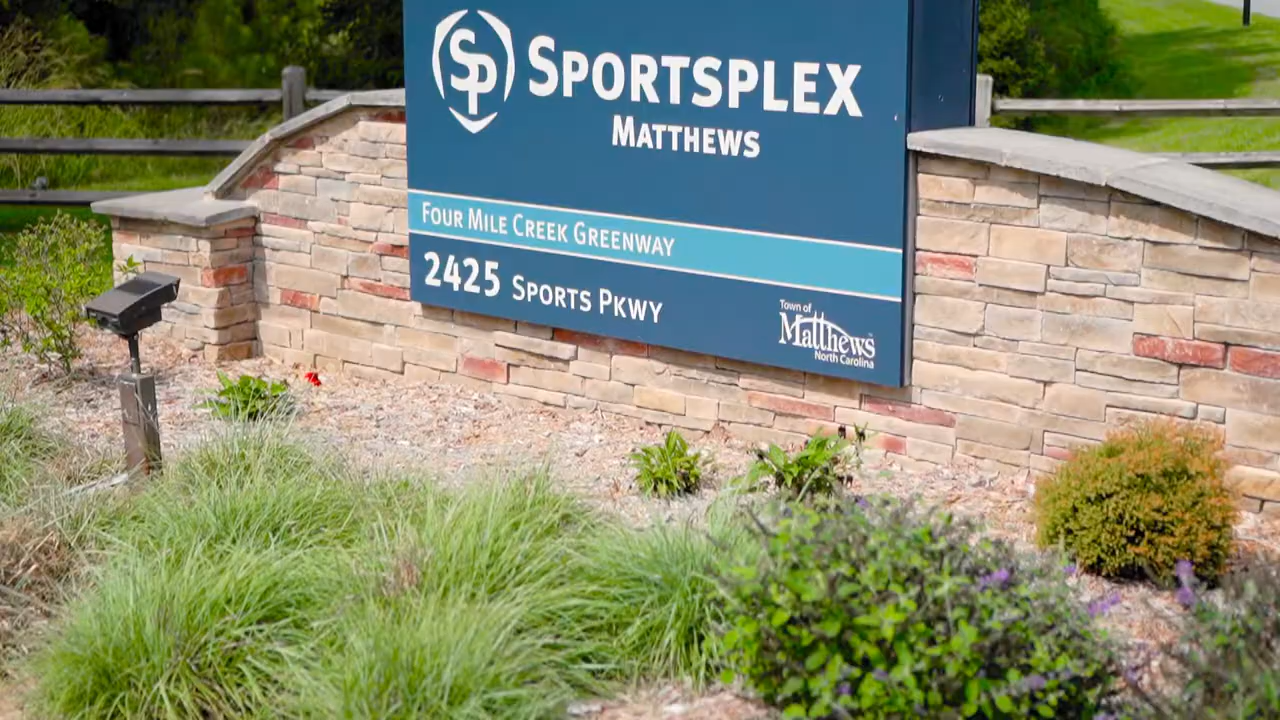 SP SPORTSPLEX
MATTHEWS
FOUR MILE CREEK GREENWAY
2425 SPORTS PKWY
Town of
Matthews
North Carolina